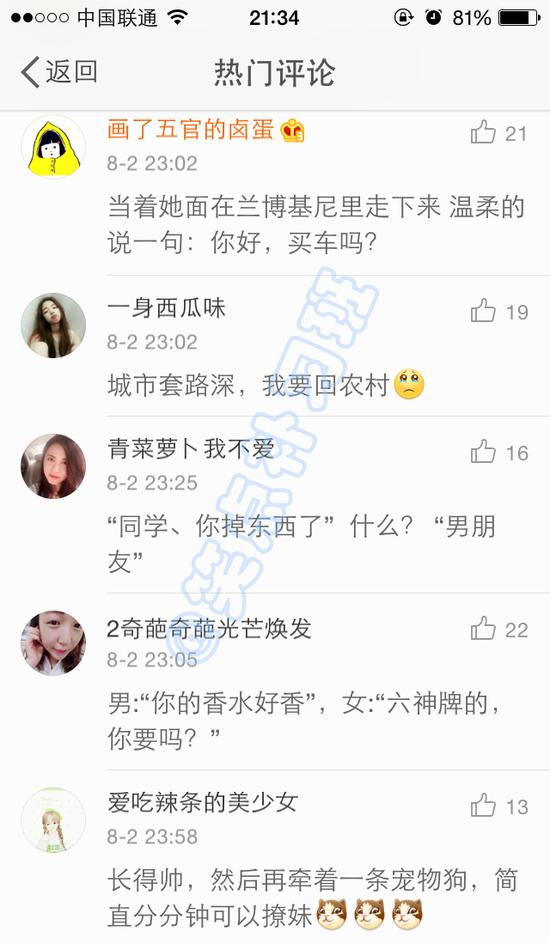 中国联通 21:34 81%
返回 热门评论
画了五官的卤蛋 21
8-2 23:02
当着她面在兰博基尼里走下来 温柔的
说一句：你好，买车吗？
一身西瓜味 19
8-2 23:02
城市套路深，我要回农村
青菜萝卜我不爱 16
8-2 23:25
“同学、你掉东西了” 什么？ “男朋
友”
2奇葩奇葩光芒焕发 22
8-2 23:05
男:“你的香水好香”，女:“六神牌的，
你要吗？”
爱吃辣条的美少女 13
8-2 23:58
长得帅，然后再牵着一条宠物狗，简
直分分钟可以撩妹
@笑点补习班